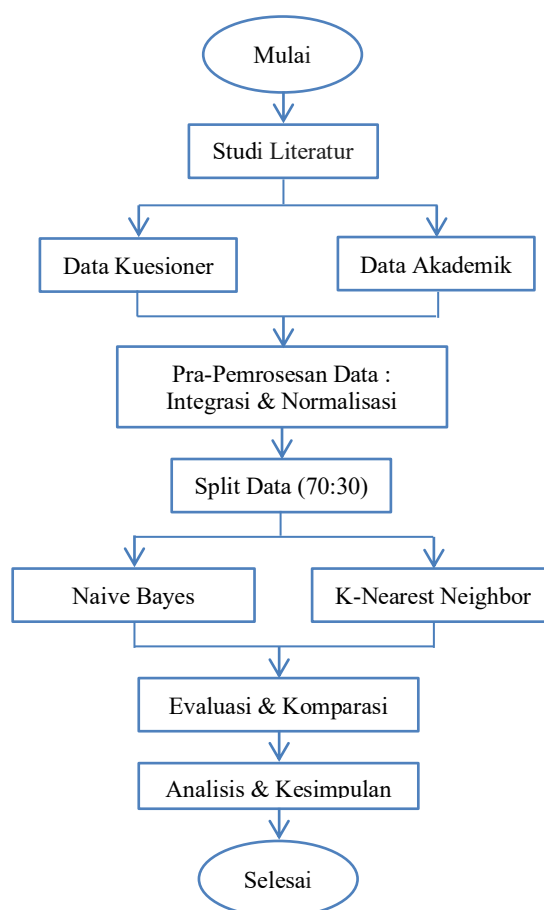 Mulai
Studi Literatur
Data Kuesioner
Data Akademik
Pra-Pemrosesan Data :
Integrasi & Normalisasi
Split Data (70:30)
Naive Bayes
K-Nearest Neighbor
Evaluasi & Komparasi
Analisis & Kesimpulan
Selesai